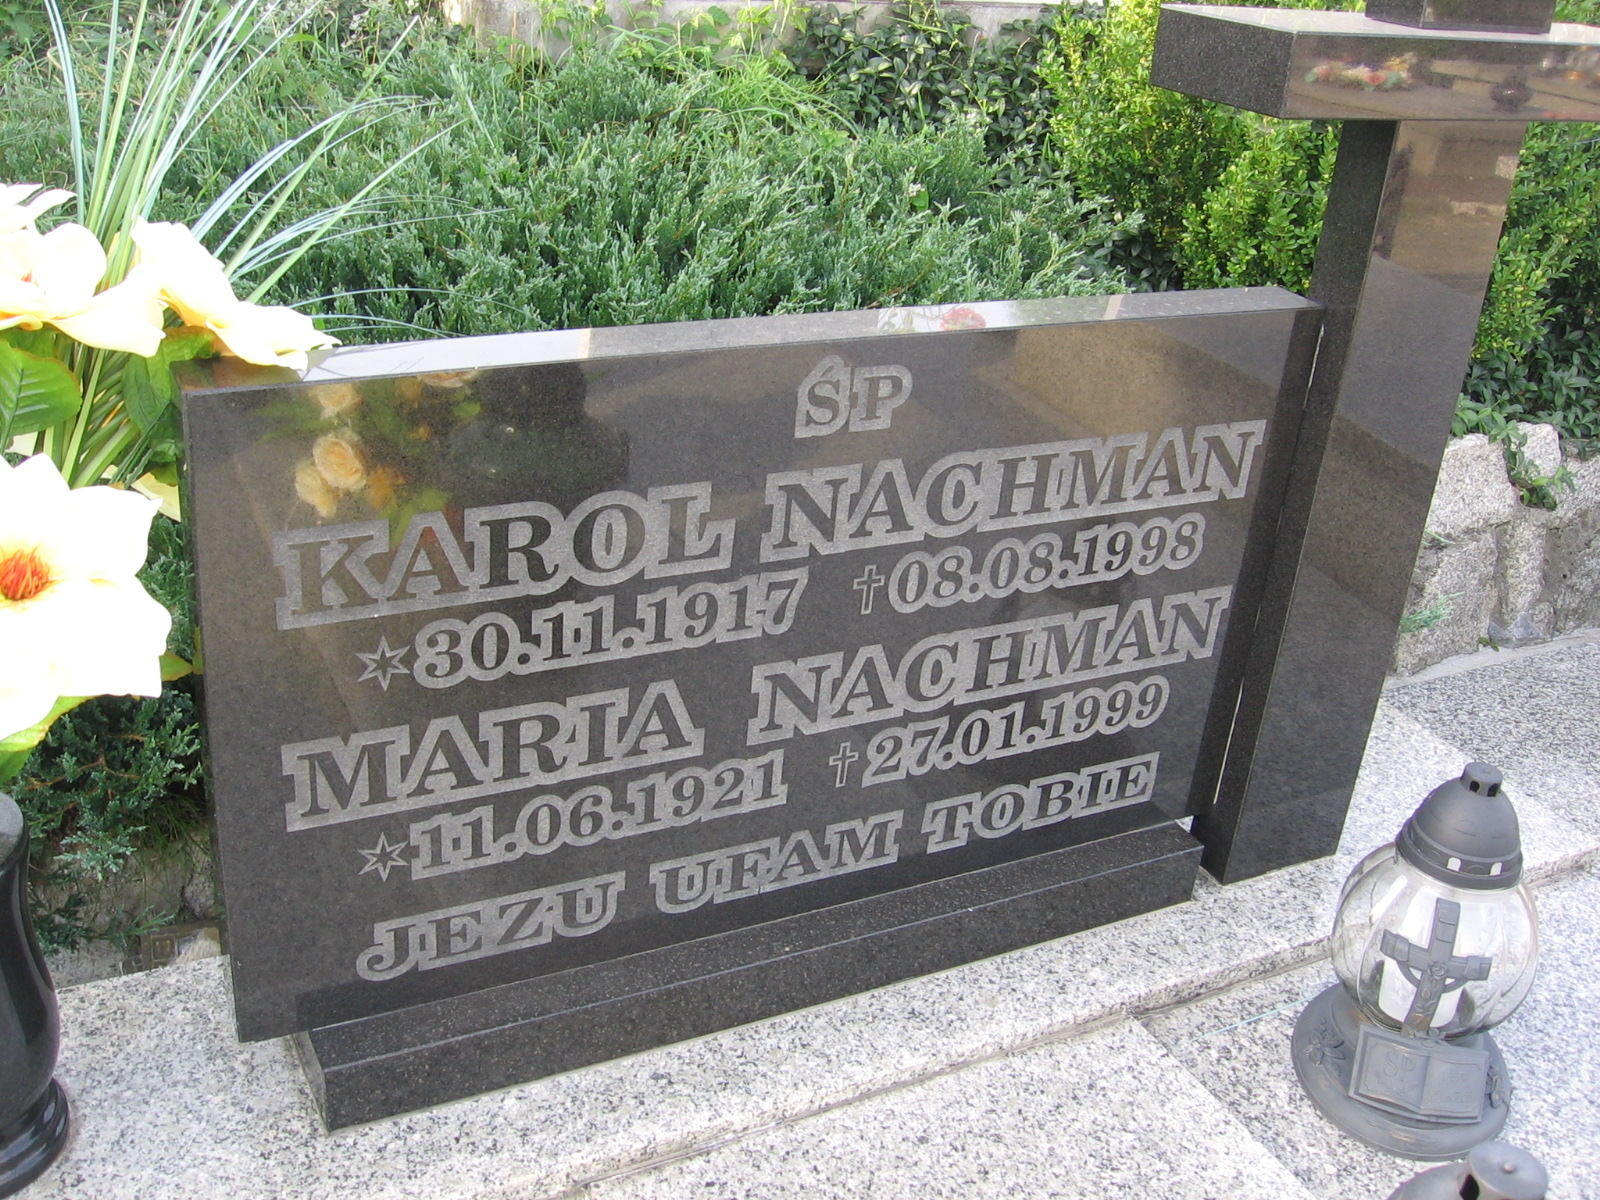 ŚP
KAROL NACHMAN
30.11.1917 08.08.1998
MARIA NACHMAN
11.06.1921 27.01.1999
JEZU UFAM TOBIE
ŚP